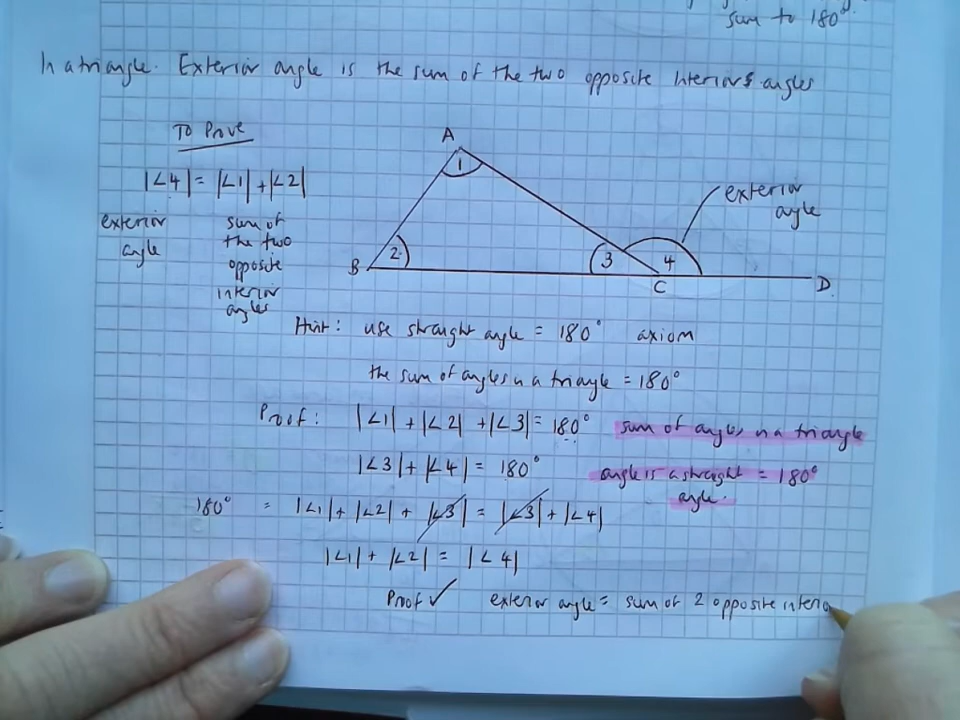 sum to 180°
In a triangle. Exterior angle is the sum of the two opposite interior angles
To Prove
|∠4| = |∠1| + |∠2|
exterior angle
sum of the two opposite interior angles
A
1
B
2
3
4
C
D
exterior angle
Hint: use straight angle = 180° axiom
the sum of angles in a triangle = 180°
Proof: |∠1| + |∠2| + |∠3| = 180° sum of angles in a triangle
|∠3| + |∠4| = 180° angle is a straight = 180°
angle.
180° = |∠1| + |∠2| + |∠3| = |∠3| + |∠4|
|∠1| + |∠2| = |∠4|
Proof ✓ exterior angle = sum of 2 opposite interio